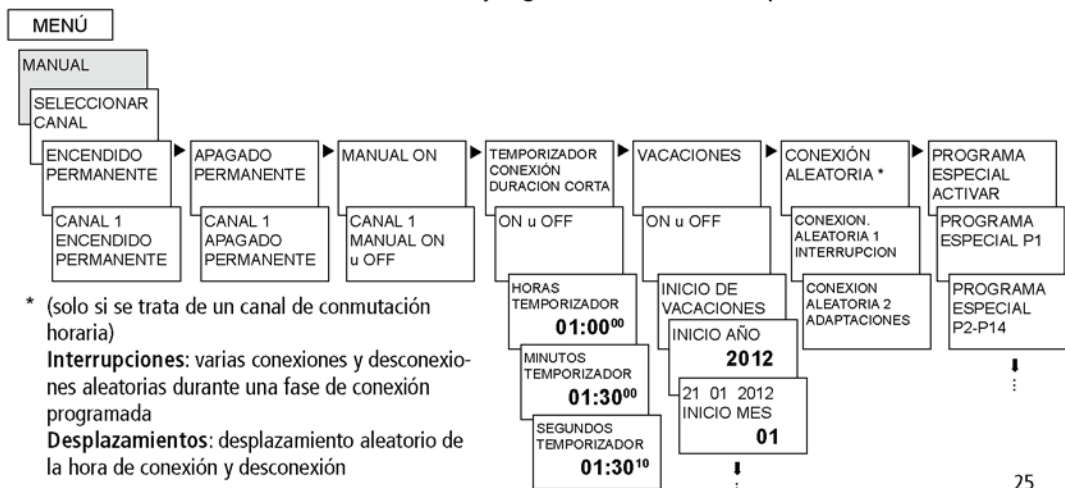 MENÚ
MANUAL
SELECCIONAR
CANAL
ENCENDIDO
PERMANENTE
CANAL 1
ENCENDIDO
PERMANENTE
APAGADO
PERMANENTE
CANAL 1
APAGADO
PERMANENTE
MANUAL ON
CANAL 1
MANUAL ON
u OFF
TEMPORIZADOR
CONEXIÓN
DURACION CORTA
ON u OFF
HORAS
TEMPORIZADOR
01:00⁰⁰
MINUTOS
TEMPORIZADOR
01:30⁰⁰
SEGUNDOS
TEMPORIZADOR
01:30¹⁰
VACACIONES
ON u OFF
INICIO DE
VACACIONES
INICIO AÑO
2012
21 01 2012
INICIO MES
01
CONEXIÓN
ALEATORIA *
CONEXION.
ALEATORIA 1
INTERRUPCION
CONEXION
ALEATORIA 2
ADAPTACIONES
PROGRAMA
ESPECIAL
ACTIVAR
PROGRAMA
ESPECIAL P1
PROGRAMA
ESPECIAL
P2-P14
* (solo si se trata de un canal de conmutación
horaria)
Interrupciones: varias conexiones y desconexio-
nes aleatorias durante una fase de conexión
programada
Desplazamientos: desplazamiento aleatorio de
la hora de conexión y desconexión
25